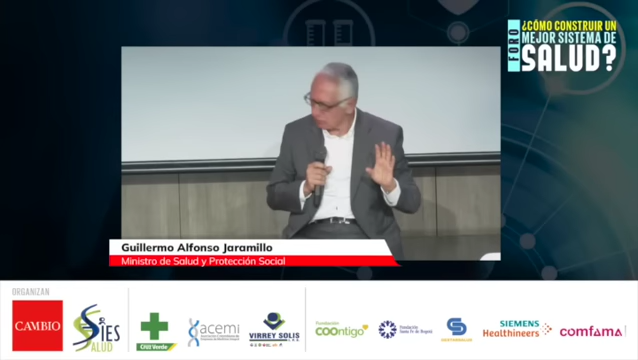 FORO
¿CÓMO CONSTRUIR UN
MEJOR SISTEMA DE
SALUD?
Guillermo Alfonso Jaramillo
Ministro de Salud y Protección Social
ORGANIZAN
CAMBIO
SIES
SALUD
Cruz Verde
acemi
VIRREY SOLIS
I.P.S.
Fundación
COOntigo
Fundación
Santa Fe de Bogotá
SIEMENS
Healthineers
comfama